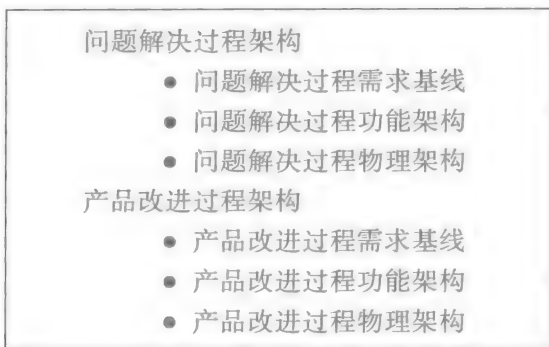 问题解决过程架构
● 问题解决过程需求基线
● 问题解决过程功能架构
● 问题解决过程物理架构
产品改进过程架构
● 产品改进过程需求基线
● 产品改进过程功能架构
● 产品改进过程物理架构